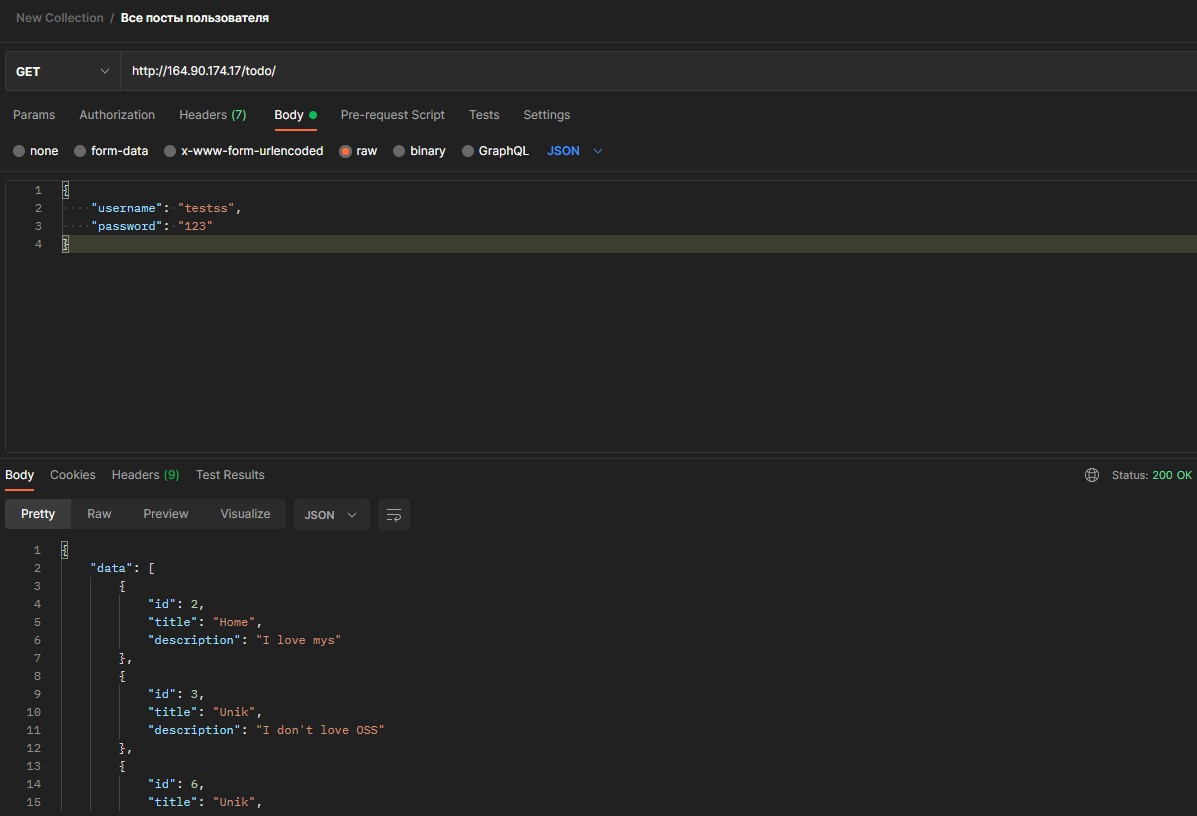 New Collection / Все посты пользователя
GET http://164.90.174.17/todo/
Params Authorization Headers (7) Body Pre-request Script Tests Settings
none form-data x-www-form-urlencoded raw binary GraphQL JSON
1 {
2 "username": "testss",
3 "password": "123"
4 }
Body Cookies Headers (9) Test Results Status: 200 OK
Pretty Raw Preview Visualize JSON
1 {
2 "data": [
3 {
4 "id": 2,
5 "title": "Home",
6 "description": "I love mys"
7 },
8 {
9 "id": 3,
10 "title": "Unik",
11 "description": "I don't love OSS"
12 },
13 {
14 "id": 6,
15 "title": "Unik",